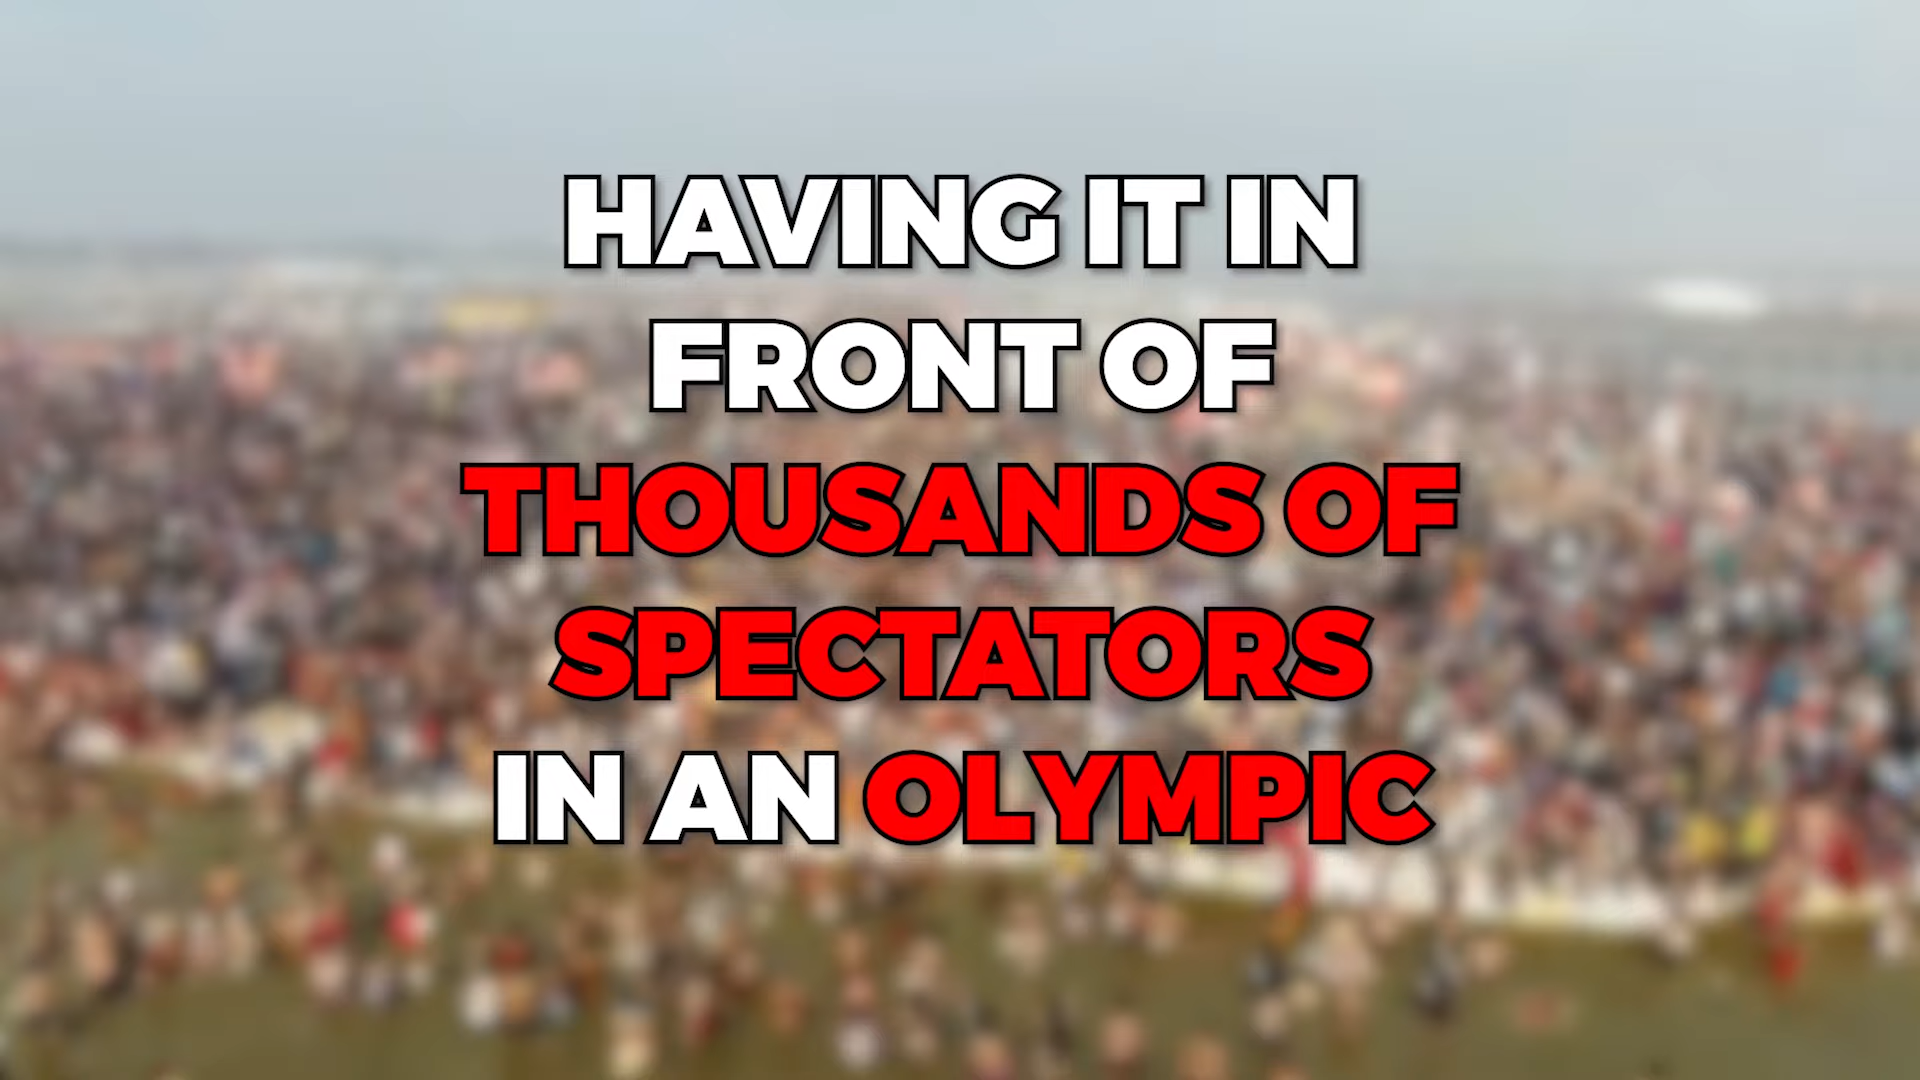 HAVING IT IN
FRONT OF
THOUSANDS OF
SPECTATORS
IN AN OLYMPIC